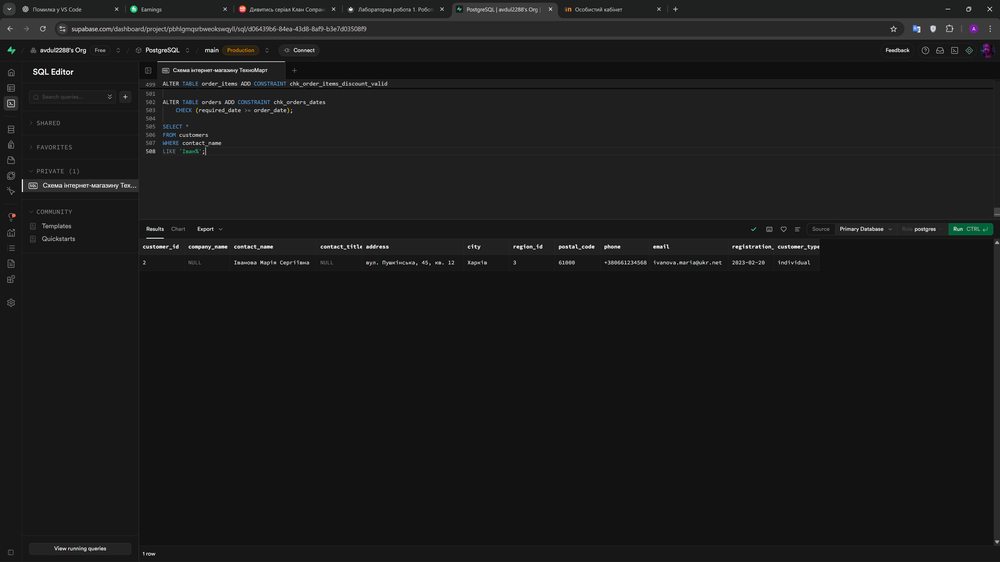 Помилка у VS Code
Earnings
Дивитись серіал Клан Сопран
Лабораторна робота 1. Робот
PostgreSQL | avdul2288's Org |
Особистий кабінет
supabase.com/dashboard/project/pbhlgmqsrbweokswqyll/sql/d06439b6-84ea-43d8-8af9-b3e7d03508f9
A
avdul2288's Org
Free
PostgreSQL
main
Production
Connect
Feedback
SQL Editor
SQL Схема інтернет-магазину ТехноМарт
Search queries...
SHARED
FAVORITES
PRIVATE (1)
SQL Схема інтернет-магазину Тех...
COMMUNITY
Templates
Quickstarts
View running queries
499 ALTER TABLE order_items ADD CONSTRAINT chk_order_items_discount_valid
501
502 ALTER TABLE orders ADD CONSTRAINT chk_orders_dates
503 CHECK (required_date >= order_date);
504
505 SELECT *
506 FROM customers
507 WHERE contact_name
508 LIKE 'Іван%';
Results Chart Export
Source Primary Database Role postgres Run CTRL
customer_id company_name contact_name contact_title address city region_id postal_code phone email registration_ customer_type
2 NULL Іванова Марія Сергіївна NULL вул. Пушкінська, 45, кв. 12 Харків 3 61000 +380661234568 ivanova.maria@ukr.net 2023-02-20 individual
1 row